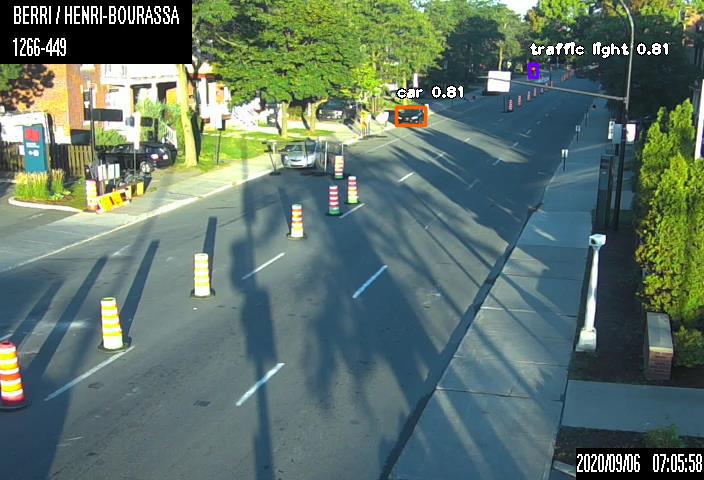 BERRI / HENRI-BOURASSA
1266-449
traffic light 0.81
car 0.81
2020/09/06 07:05:58